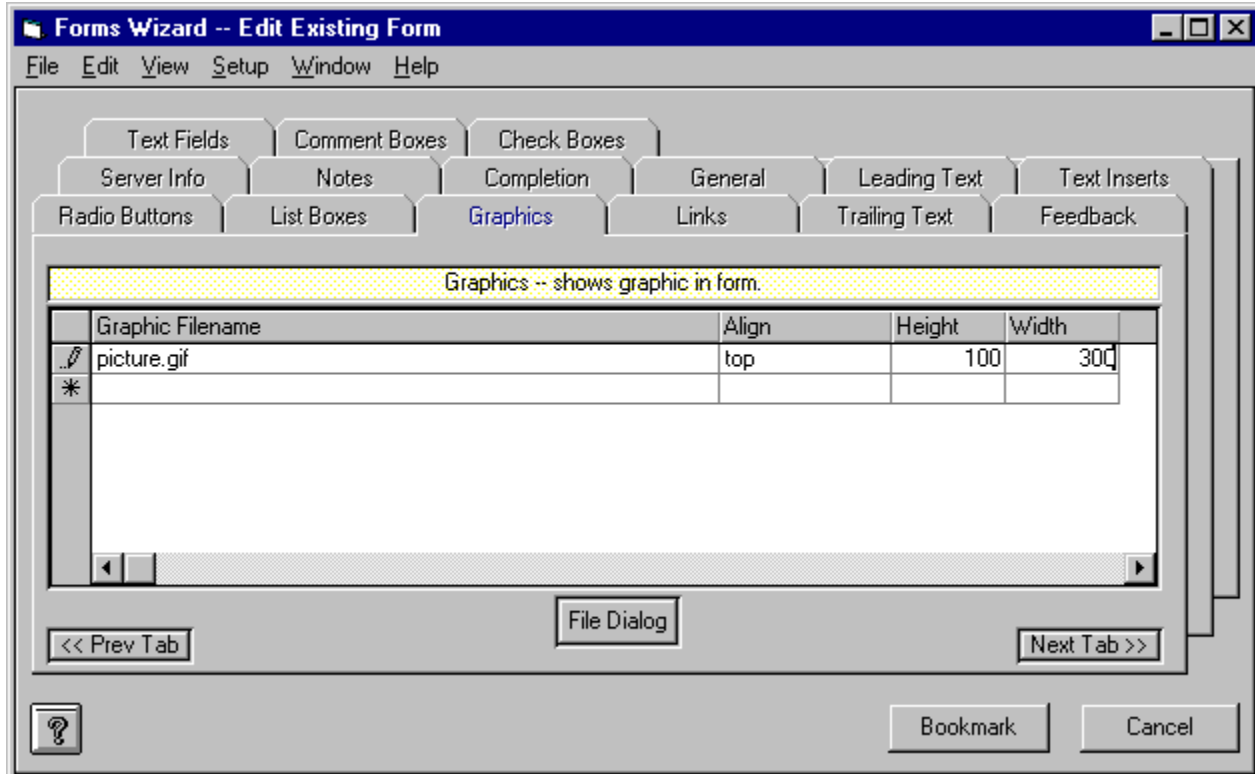 Forms Wizard -- Edit Existing Form
File Edit View Setup Window Help
Text Fields Comment Boxes Check Boxes
Server Info Notes Completion General Leading Text Text Inserts
Radio Buttons List Boxes Graphics Links Trailing Text Feedback
Graphics -- shows graphic in form.
Graphic Filename Align Height Width
picture.gif top 100 300
File Dialog
<< Prev Tab Next Tab >>
Bookmark Cancel